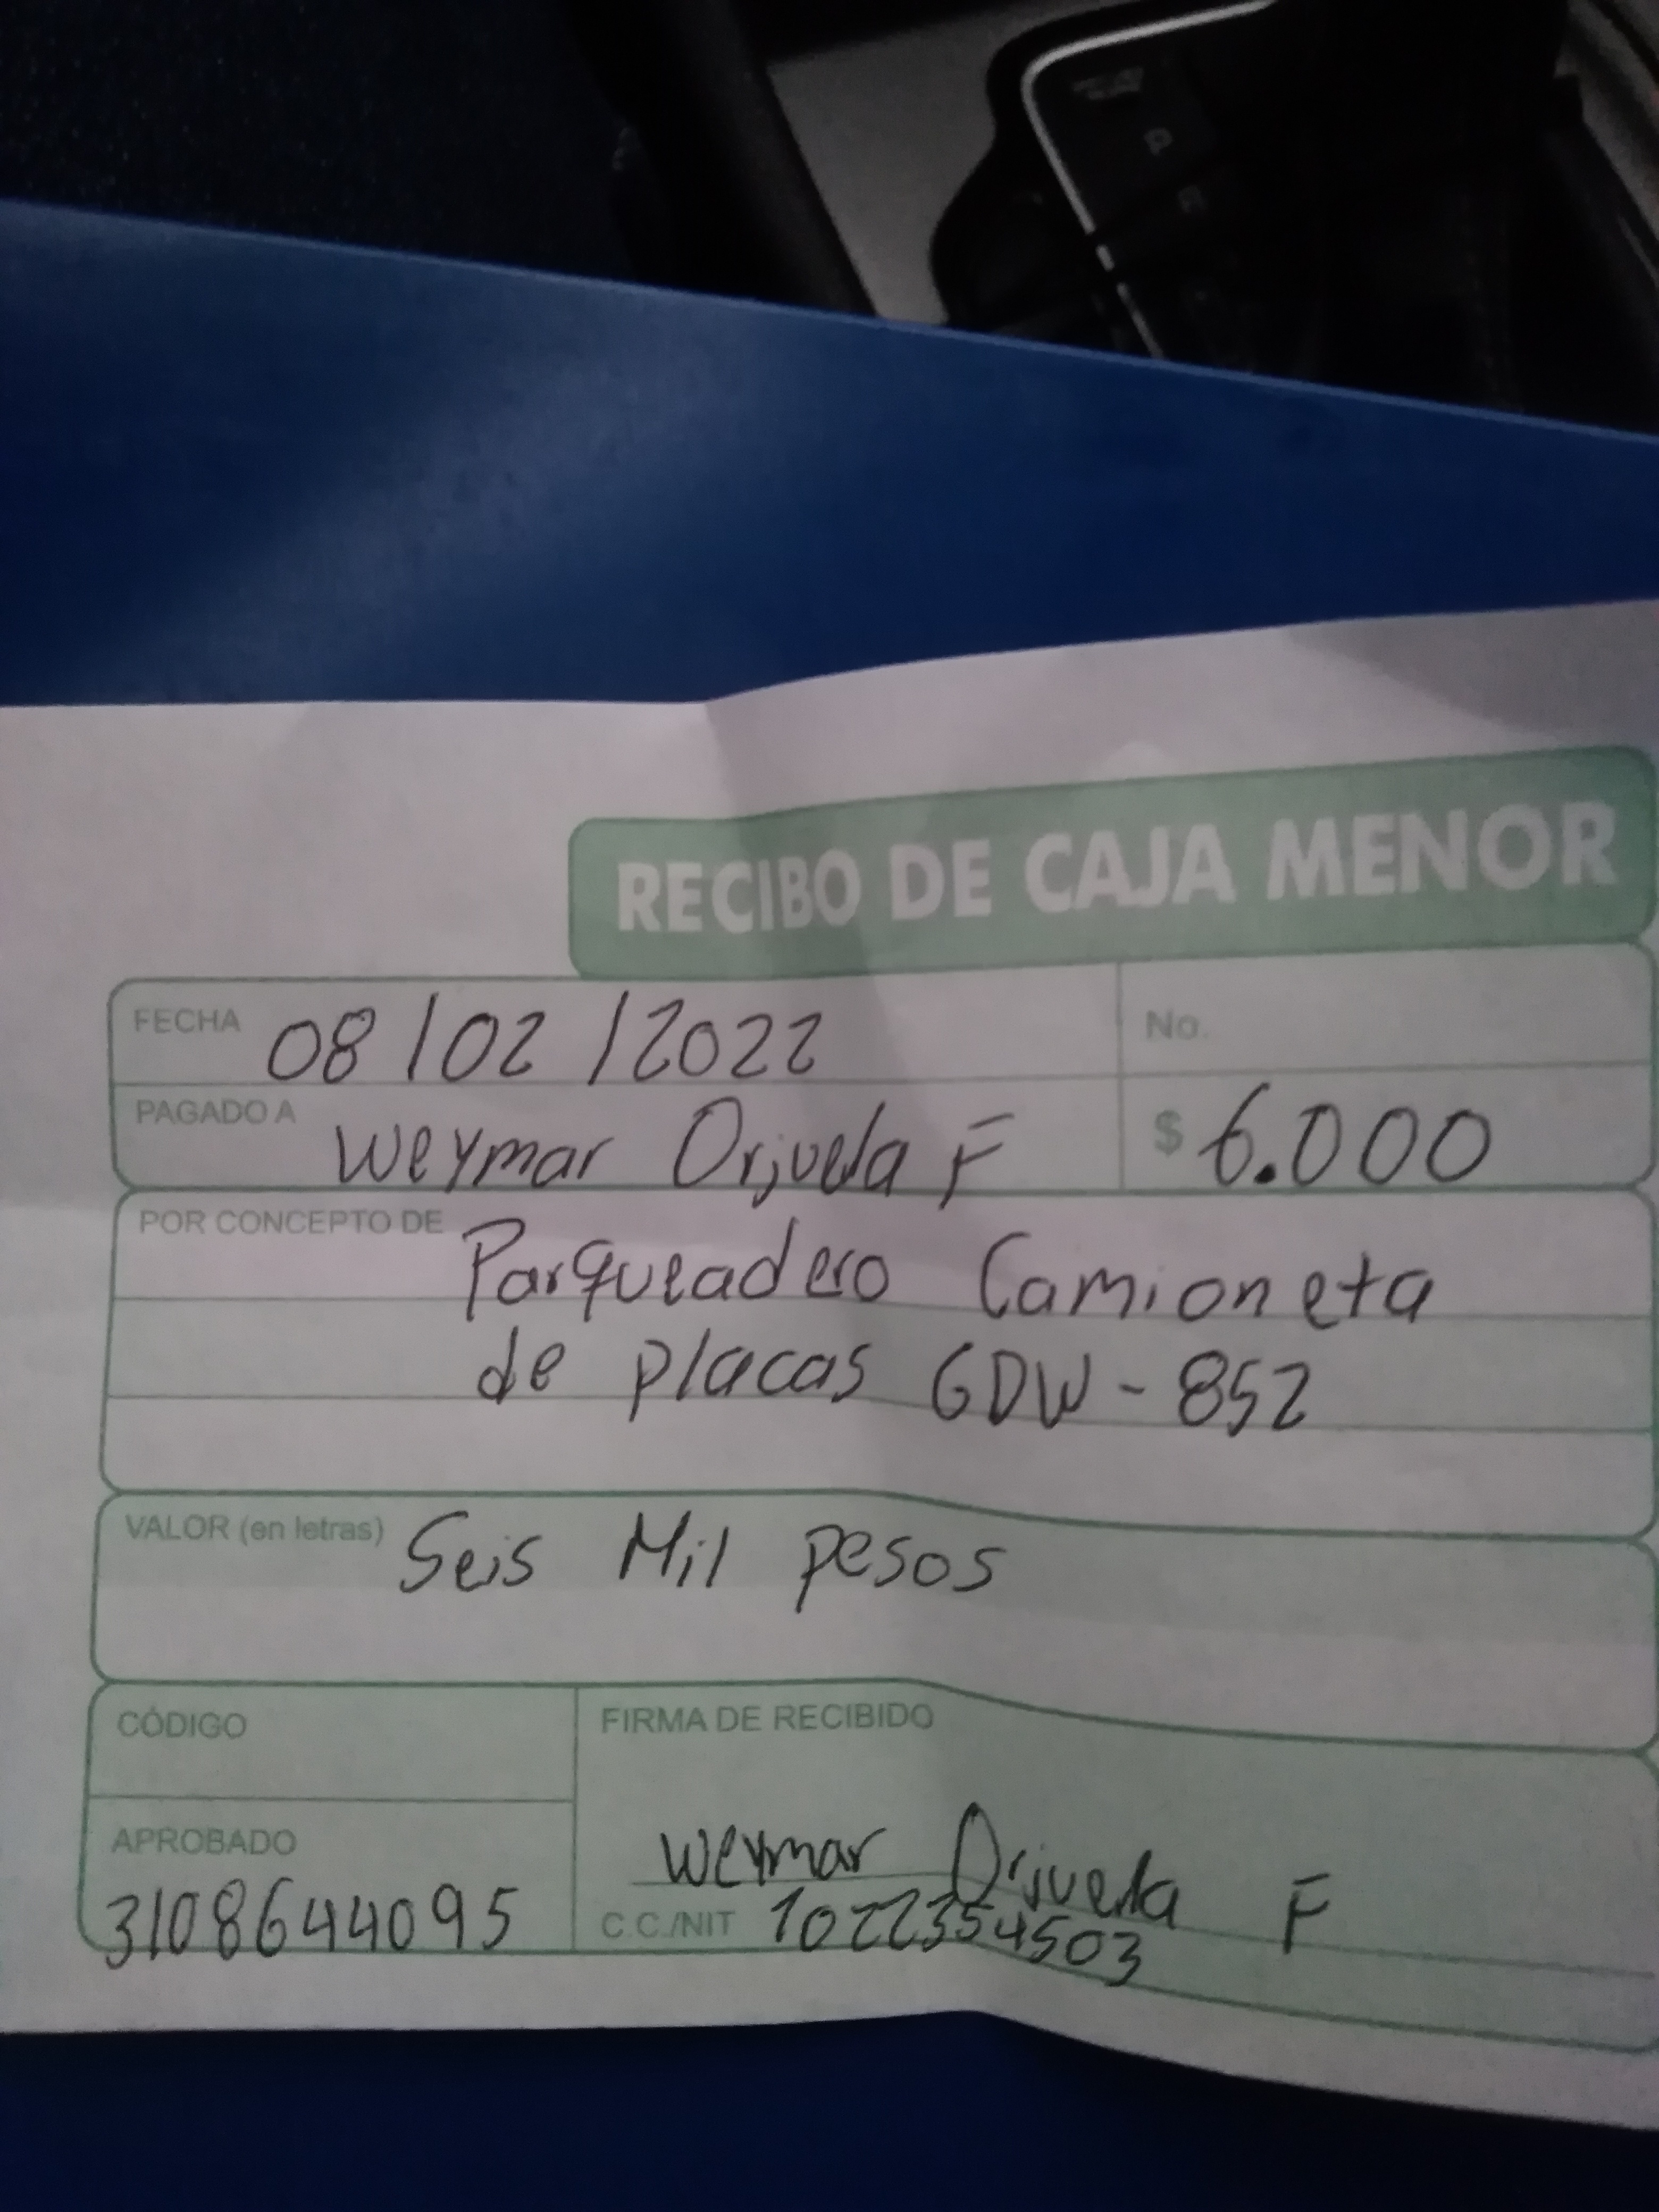 RECIBO DE CAJA MENOR
FECHA 08/02/2022 No.
PAGADO A Weymar Orjuela F $ 6.000
POR CONCEPTO DE Parqueadero Camioneta
de placas GDW-852
VALOR (en letras) Seis Mil pesos
CÓDIGO
APROBADO
3108644095
FIRMA DE RECIBIDO
Weymar Orjuela F
C.C./NIT 1022354503